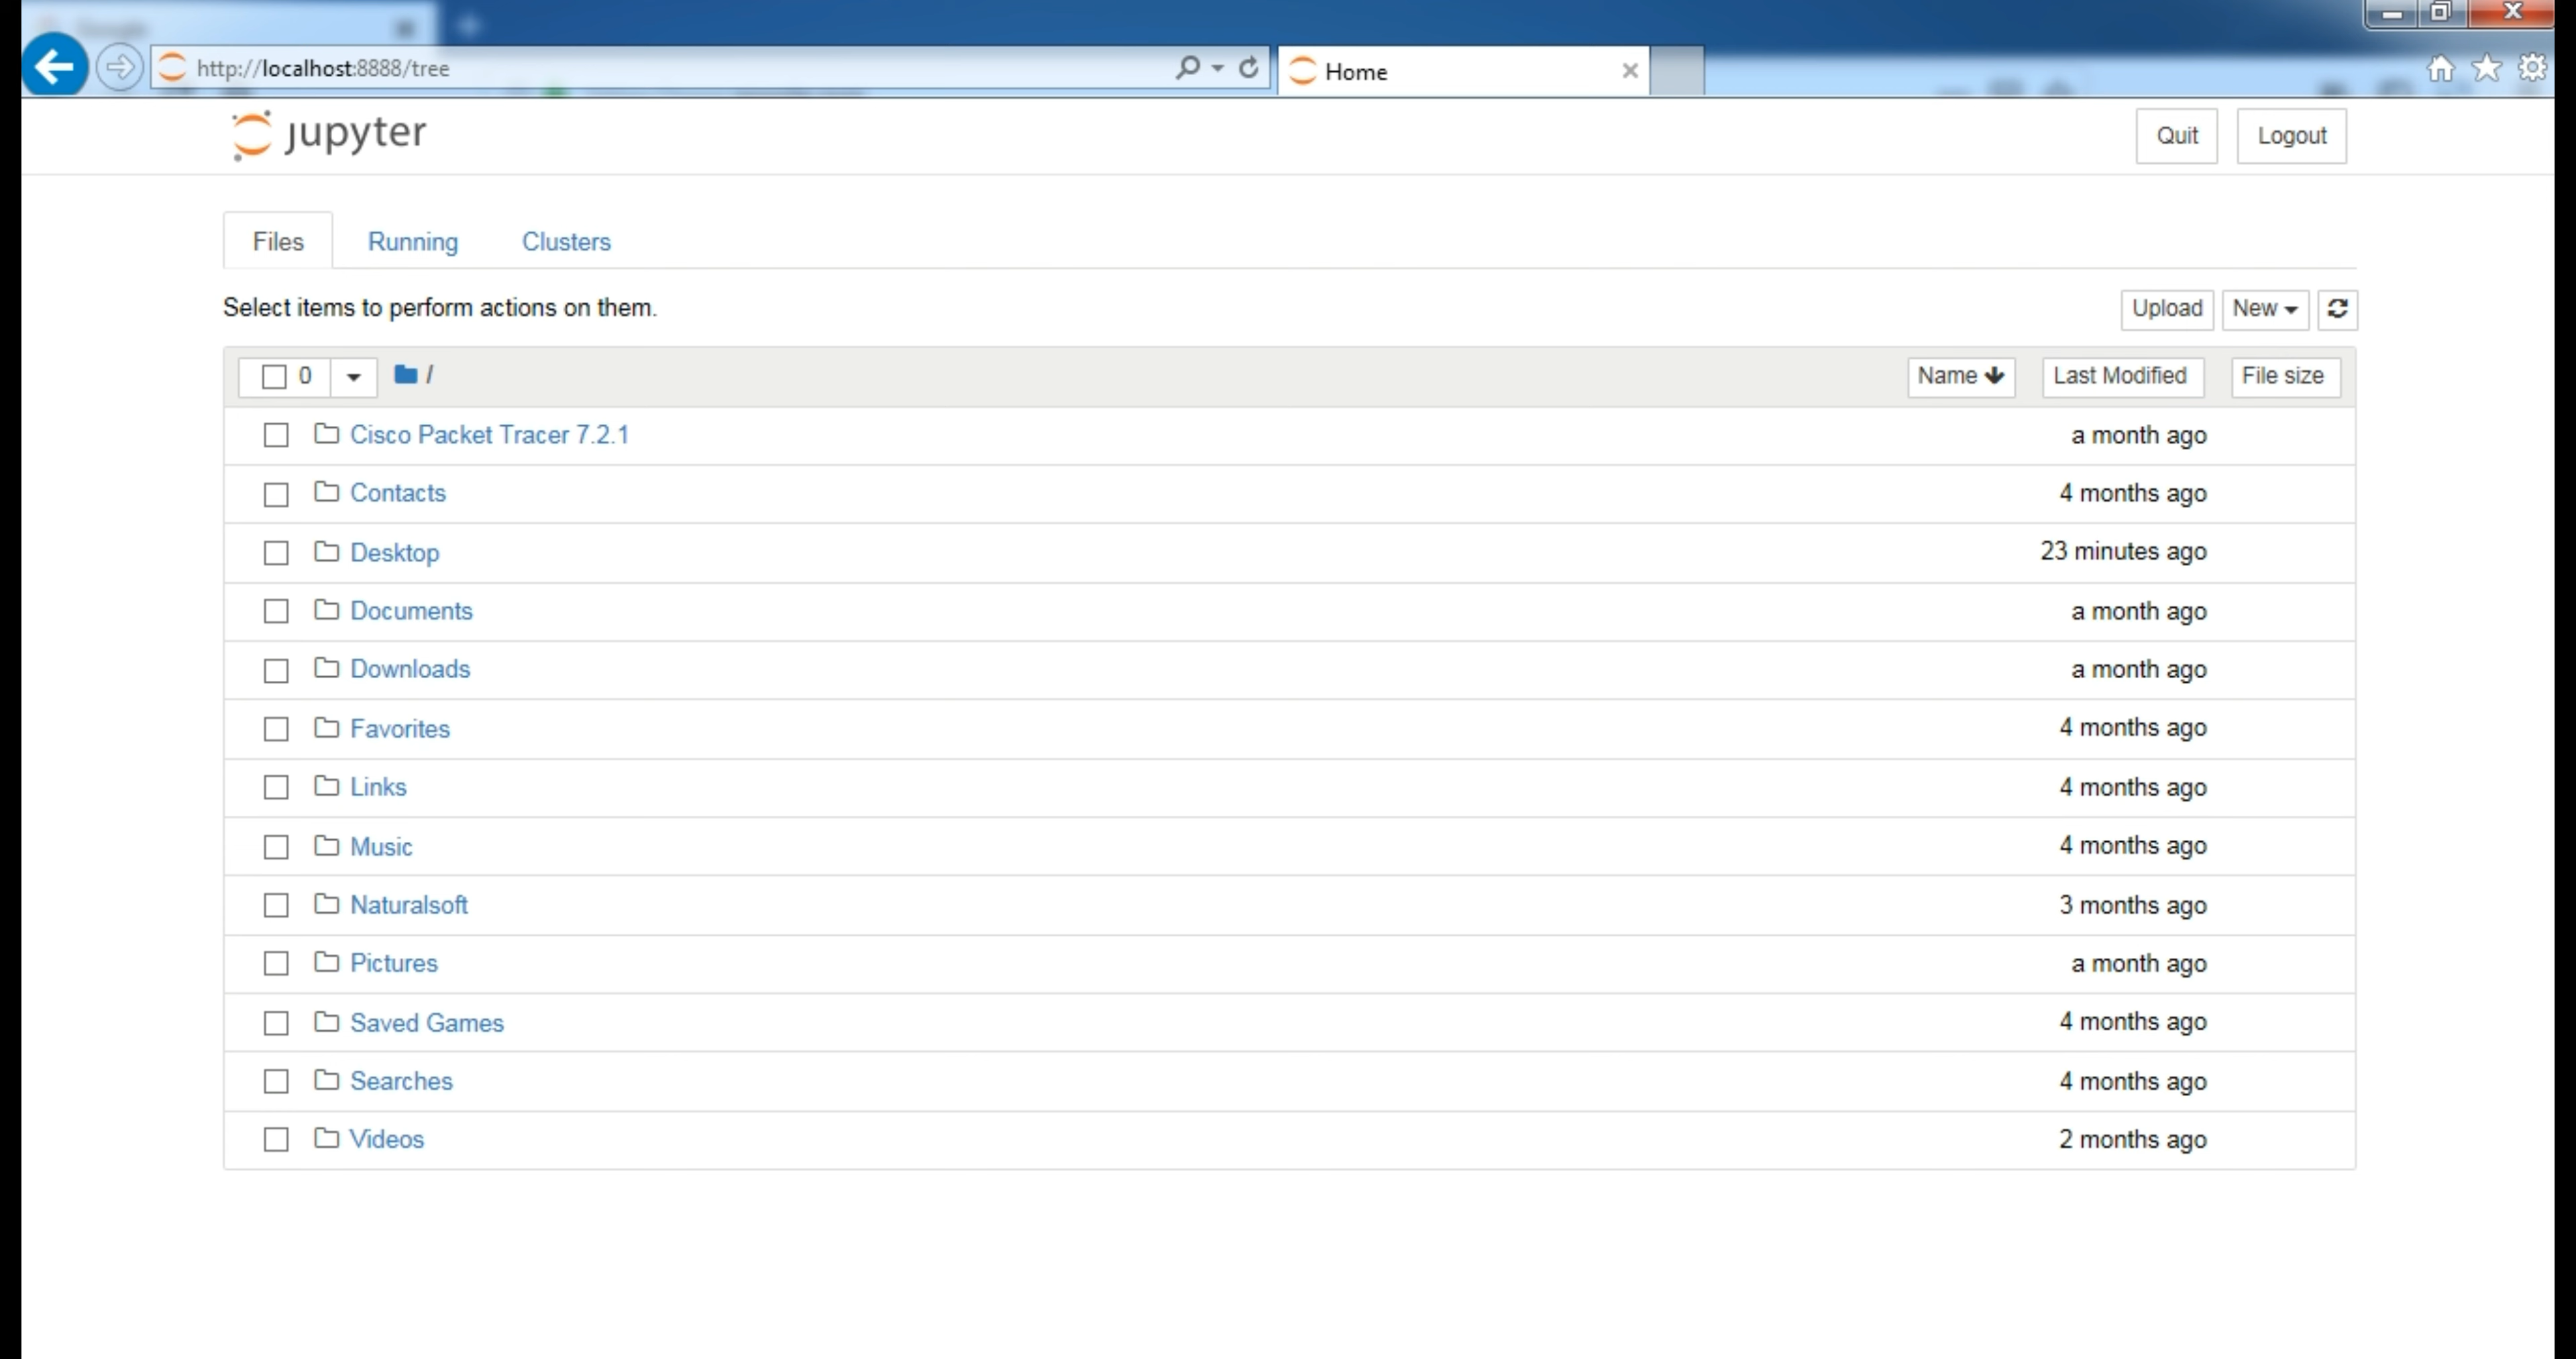 Google
http://localhost:8888/tree
Home
jupyter
Quit Logout
Files Running Clusters
Select items to perform actions on them.
Upload New
0 / Name Last Modified File size
Cisco Packet Tracer 7.2.1 a month ago
Contacts 4 months ago
Desktop 23 minutes ago
Documents a month ago
Downloads a month ago
Favorites 4 months ago
Links 4 months ago
Music 4 months ago
Naturalsoft 3 months ago
Pictures a month ago
Saved Games 4 months ago
Searches 4 months ago
Videos 2 months ago